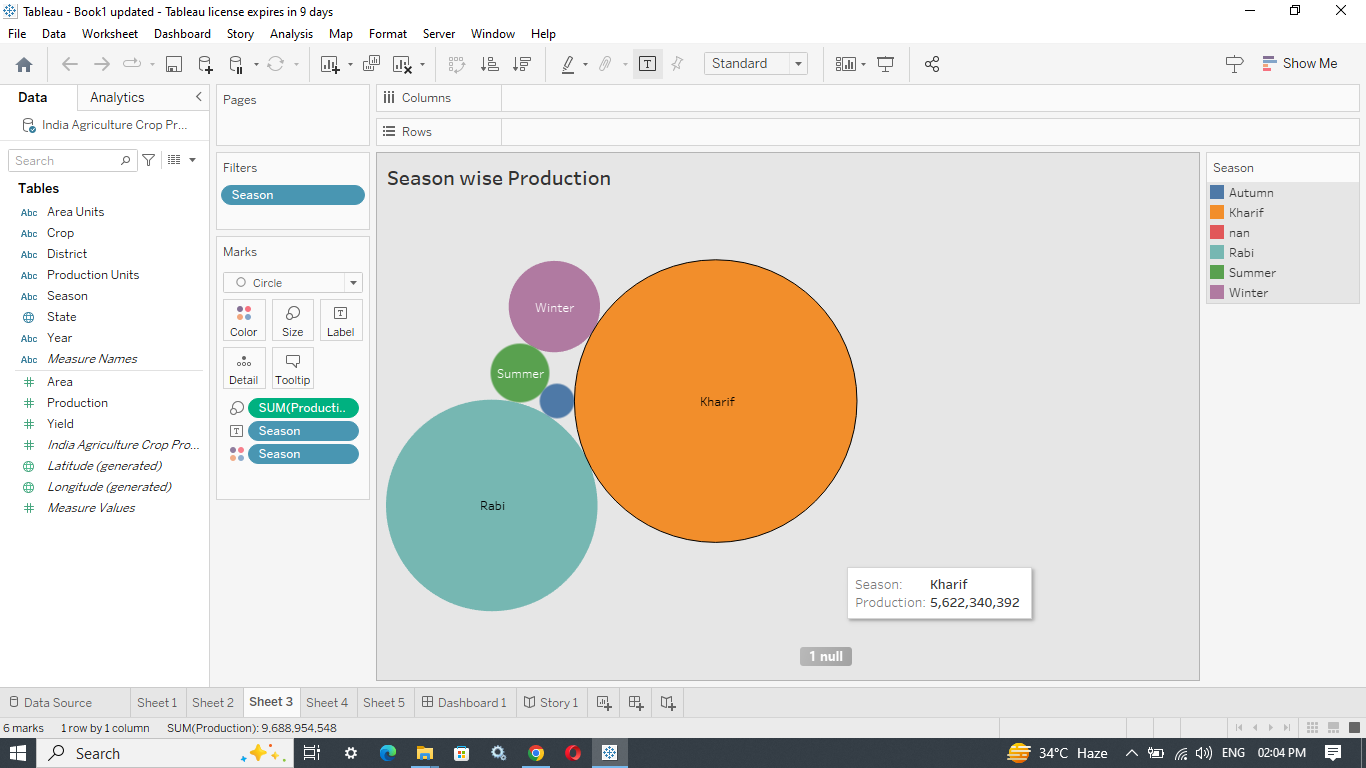 Tableau - Book1 updated - Tableau license expires in 9 days
File Data Worksheet Dashboard Story Analysis Map Format Server Window Help
Standard
Show Me
Data Analytics
India Agriculture Crop Pr...
Search
Tables
Abc Area Units
Abc Crop
Abc District
Abc Production Units
Abc Season
State
Abc Year
Abc Measure Names
Area
Production
Yield
India Agriculture Crop Pro...
Latitude (generated)
Longitude (generated)
Measure Values
Pages
Filters
Season
Marks
Circle
Color Size Label
Detail Tooltip
SUM(Producti..
Season
Season
Columns
Rows
Season wise Production
Winter
Summer
Kharif
Rabi
Season: Kharif
Production: 5,622,340,392
1 null
Season
Autumn
Kharif
nan
Rabi
Summer
Winter
Data Source Sheet 1 Sheet 2 Sheet 3 Sheet 4 Sheet 5 Dashboard 1 Story 1
6 marks 1 row by 1 column SUM(Production): 9,688,954,548
Search 34°C Haze ENG 02:04 PM